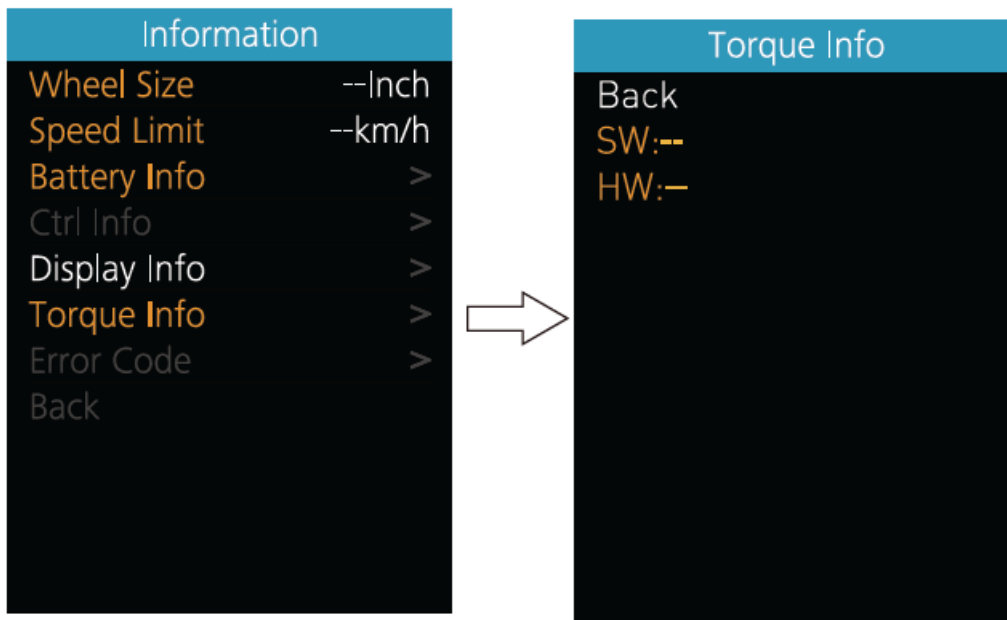 Information
Wheel Size --Inch
Speed Limit --km/h
Battery Info >
Ctrl Info >
Display Info >
Torque Info >
Error Code >
Back
Torque Info
Back
SW:--
HW:—